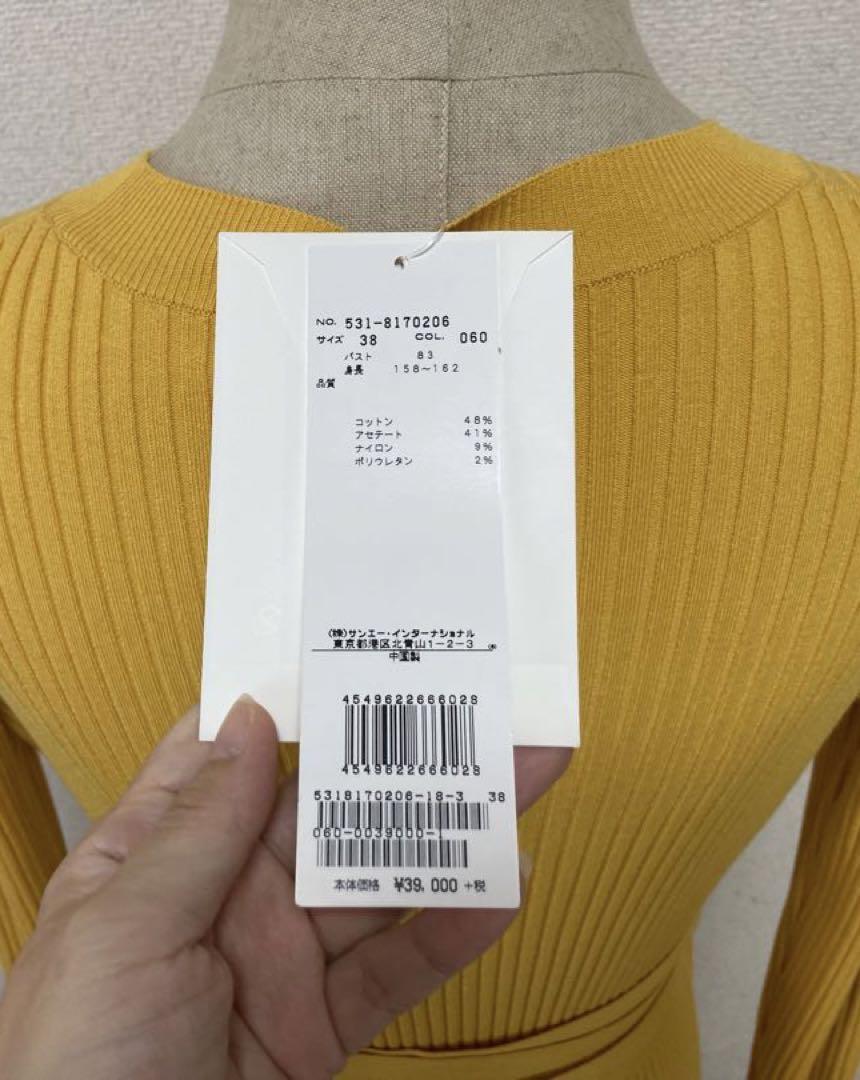 NO. 531-8170206
サイズ 38 COL. 060
バスト 83
身長 158~162
品質
コットン 48%
アセテート 41%
ナイロン 9%
ポリウレタン 2%
(株)サンエー・インターナショナル
東京都港区北青山1-2-3
中国製
4549622666028
4549622666028
5318170206-18-3 38
060-0039000-1
本体価格 ¥39,000 +税